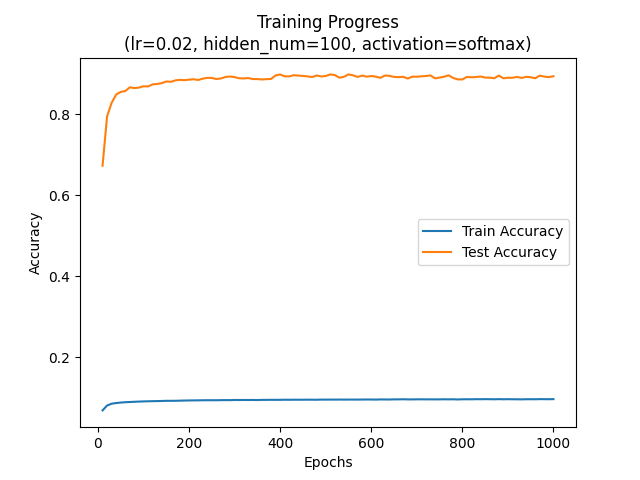 Training Progress
(lr=0.02, hidden_num=100, activation=softmax)
Accuracy
0.8
0.6
0.4
0.2
Train Accuracy
Test Accuracy
0
200
400
600
800
1000
Epochs